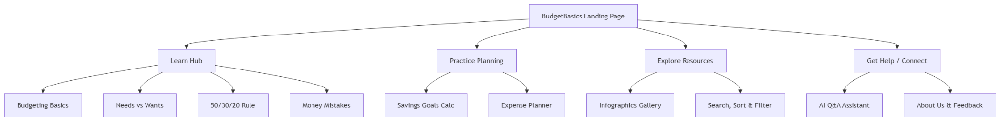 BudgetBasics Landing Page
Learn Hub
Practice Planning
Explore Resources
Get Help / Connect
Budgeting Basics
Needs vs Wants
50/30/20 Rule
Money Mistakes
Savings Goals Calc
Expense Planner
Infographics Gallery
Search, Sort & Filter
AI Q&A Assistant
About Us & Feedback